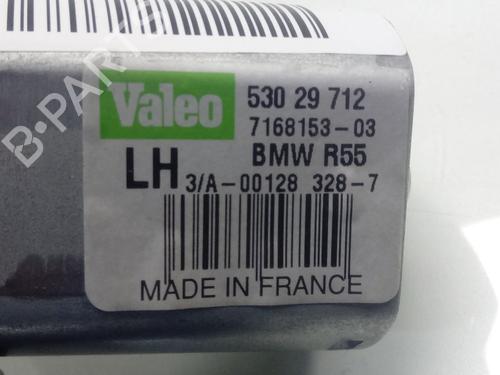 B-PARTS
Valeo
530 29 712
7168153-03
LH
BMW R55
3/A-00128 328-7
MADE IN FRANCE